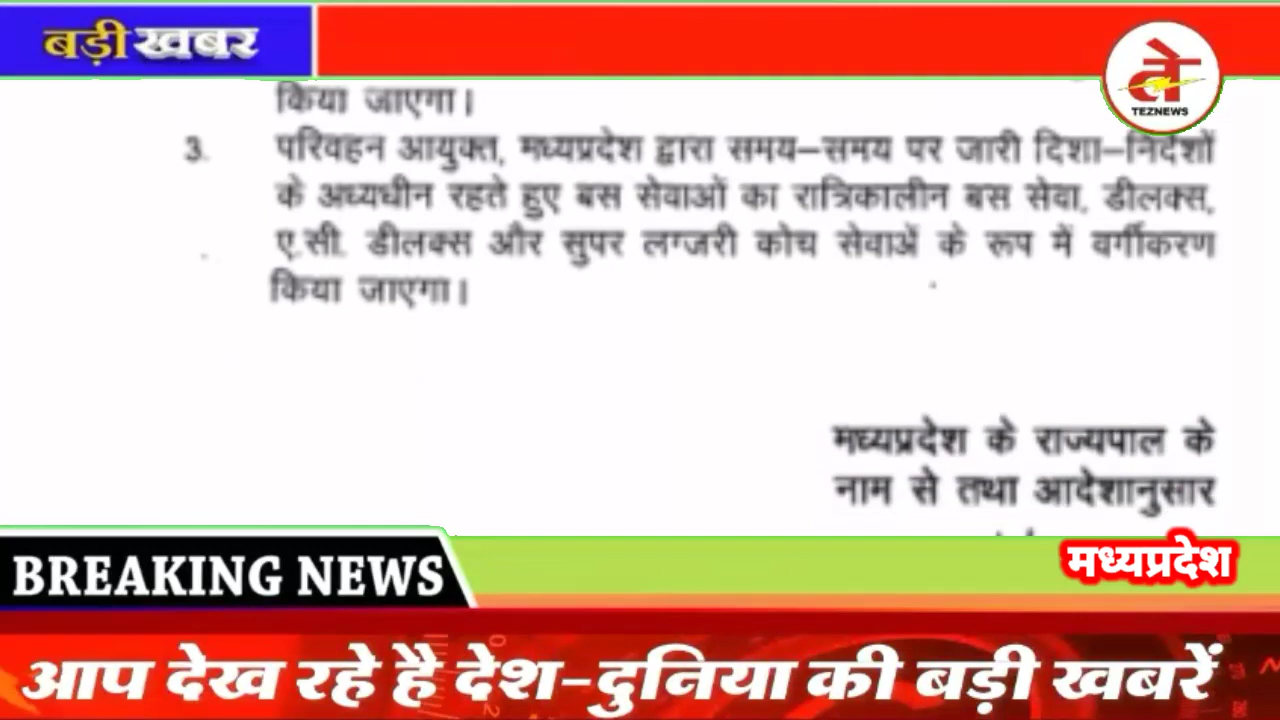 बड़ी खबर
ते
TEZNEWS
किया जाएगा।
3. परिवहन आयुक्त, मध्यप्रदेश द्वारा समय–समय पर जारी दिशा–निर्देशों
के अध्यधीन रहते हुए बस सेवाओं का रात्रिकालीन बस सेवा, डीलक्स,
ए.सी. डीलक्स और सुपर लग्जरी कोच सेवाओं के रूप में वर्गीकरण
किया जाएगा।
मध्यप्रदेश के राज्यपाल के
नाम से तथा आदेशानुसार
मध्यप्रदेश
BREAKING NEWS
आप देख रहे है देश-दुनिया की बड़ी खबरें